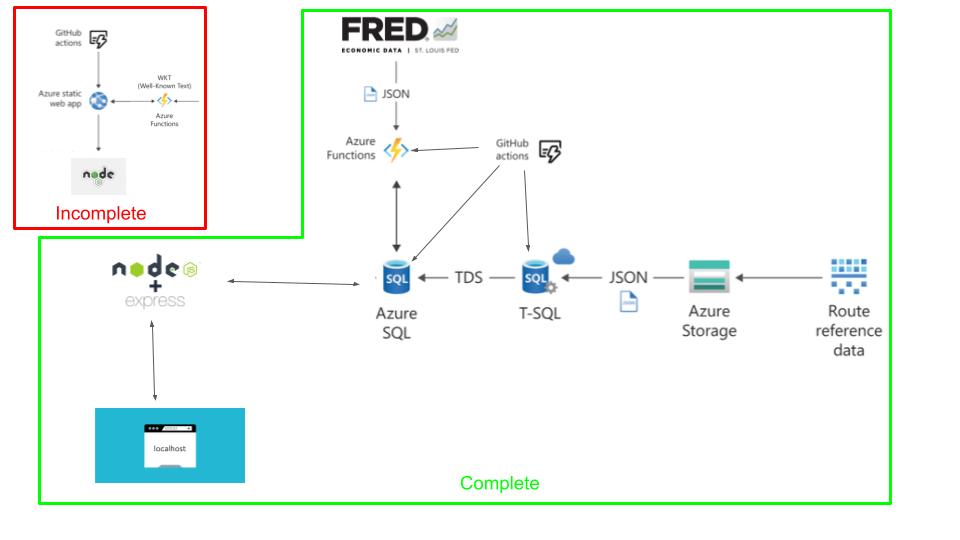 GitHub
actions
WKT
(Well-Known Text)
Azure static
web app
Azure
Functions
node
JS
Incomplete
FRED
ECONOMIC DATA | ST. LOUIS FED
JSON
Azure
Functions
GitHub
actions
node JS
+
express
SQL
TDS
SQL
JSON
Azure
SQL
T-SQL
Azure
Storage
Route
reference
data
localhost
Complete